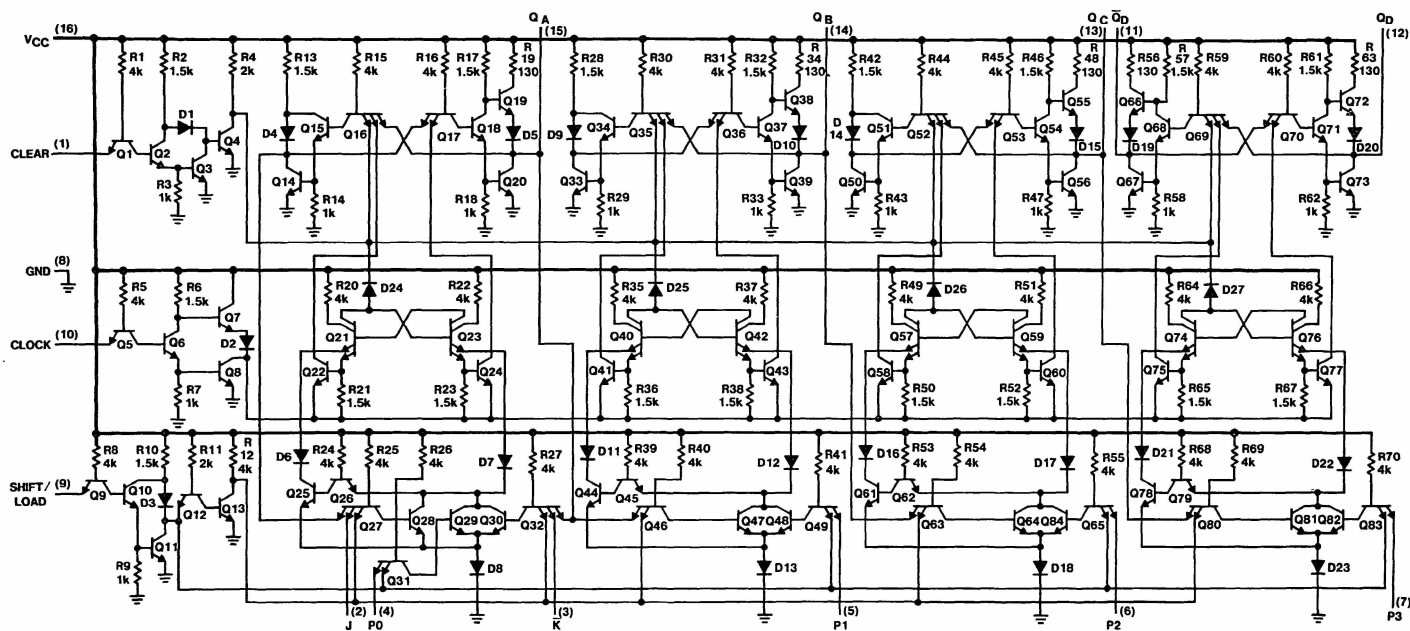 Q A Q B Q C Q̄D QD
VCC (16) (15) (14) (13) (11) (12)
R1 4k R2 1.5k R4 2k R13 1.5k R15 4k R16 4k R17 1.5k R 19 130 R28 1.5k R30 4k R31 4k R32 1.5k R 34 130 R42 1.5k R44 4k R45 4k R46 1.5k R 48 130 R56 130 R 57 1.5k R59 4k R60 4k R61 1.5k R 63 130
D1 Q19 Q38 Q55 Q66 Q72
Q4 D4 Q15 Q16 Q17 Q18 D5 D9 Q34 Q35 Q36 Q37 D10 D 14 Q51 Q52 Q53 Q54 D15 D19 Q68 Q69 Q70 Q71 D20
CLEAR (1) Q1 Q2 Q3
R3 1k Q14 R14 1k R18 1k Q20 Q33 R29 1k R33 1k Q39 Q50 R43 1k R47 1k Q56 Q67 R58 1k R62 1k Q73
GND (8)
R5 4k R6 1.5k Q7 R20 4k D24 R22 4k R35 4k D25 R37 4k R49 4k D26 R51 4k R64 4k D27 R66 4k
CLOCK (10) Q5 Q6 D2 Q21 Q23 Q40 Q42 Q57 Q59 Q74 Q76
Q8 Q22 Q24 Q41 Q43 Q58 Q60 Q75 Q77
R7 1k R21 1.5k R23 1.5k R36 1.5k R38 1.5k R50 1.5k R52 1.5k R65 1.5k R67 1.5k
R8 4k R10 1.5k R11 2k R 12 4k D6 R24 4k R25 4k R26 4k D7 R27 4k D11 R39 4k R40 4k D12 R41 4k D16 R53 4k R54 4k D17 R55 4k D21 R68 4k R69 4k D22 R70 4k
SHIFT/ LOAD (9) Q9 Q10 D3 Q12 Q13 Q25 Q26 Q44 Q45 Q61 Q62 Q78 Q79
Q27 Q28 Q29 Q30 Q32 Q46 Q47 Q48 Q49 Q63 Q64 Q84 Q65 Q80 Q81 Q82 Q83
Q11 R9 1k Q31 D8 D13 D18 D23
(2) (4) (3) (5) (6) (7)
J P0 K̄ P1 P2 P3